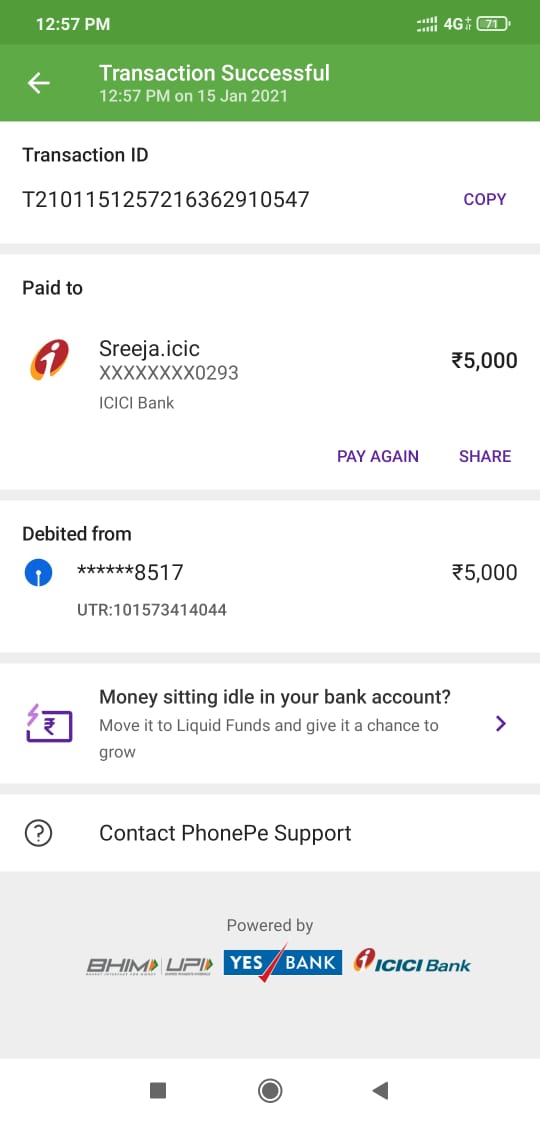 12:57 PM
4G+
71
Transaction Successful
12:57 PM on 15 Jan 2021
Transaction ID
T2101151257216362910547
COPY
Paid to
Sreeja.icic
₹5,000
XXXXXXXX0293
ICICI Bank
PAY AGAIN
SHARE
Debited from
******8517
₹5,000
UTR:101573414044
Money sitting idle in your bank account?
Move it to Liquid Funds and give it a chance to
grow
Contact PhonePe Support
Powered by
BHIM UPI YES BANK ICICI Bank